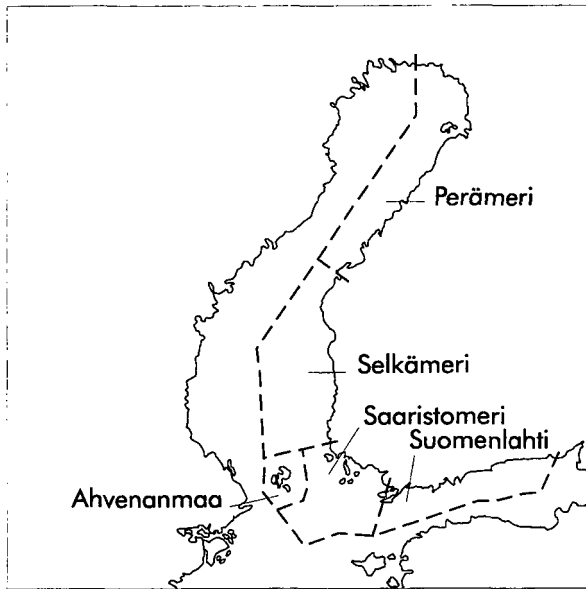 Perämeri
Selkämeri
Saaristomeri
Suomenlahti
Ahvenanmaa